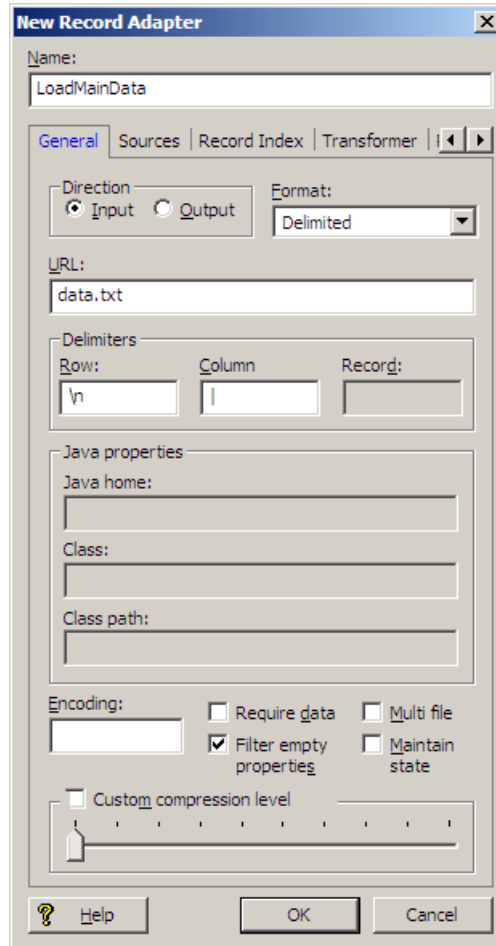 New Record Adapter
Name:
LoadMainData
General Sources Record Index Transformer
Direction
Input Output
Format:
Delimited
URL:
data.txt
Delimiters
Row: Column Record:
\n |
Java properties
Java home:
Class:
Class path:
Encoding:
Require data Multi file
Filter empty properties
Maintain state
Custom compression level
Help OK Cancel